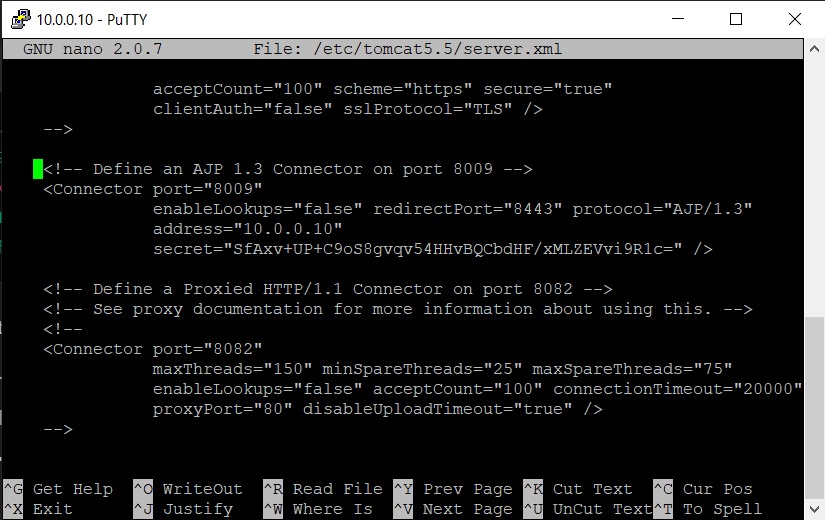 10.0.0.10 - PuTTY
GNU nano 2.0.7 File: /etc/tomcat5.5/server.xml
acceptCount="100" scheme="https" secure="true"
clientAuth="false" sslProtocol="TLS" />
-->
<!-- Define an AJP 1.3 Connector on port 8009 -->
<Connector port="8009"
enableLookups="false" redirectPort="8443" protocol="AJP/1.3"
address="10.0.0.10"
secret="SfAxv+UP+C9oS8gvqv54HHvBQCbdHF/xMLZEVvi9R1c=" />
<!-- Define a Proxied HTTP/1.1 Connector on port 8082 -->
<!-- See proxy documentation for more information about using this. -->
<!--
<Connector port="8082"
maxThreads="150" minSpareThreads="25" maxSpareThreads="75"
enableLookups="false" acceptCount="100" connectionTimeout="20000"
proxyPort="80" disableUploadTimeout="true" />
-->
^G Get Help ^O WriteOut ^R Read File ^Y Prev Page ^K Cut Text ^C Cur Pos
^X Exit ^J Justify ^W Where Is ^V Next Page ^U UnCut Text ^T To Spell